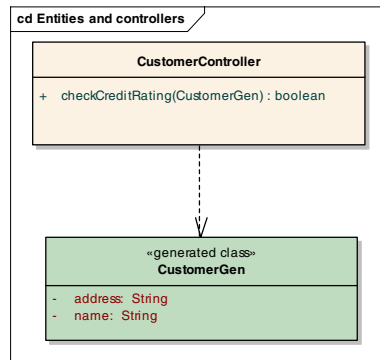 cd Entities and controllers
CustomerController
+ checkCreditRating(CustomerGen) : boolean
«generated class»
CustomerGen
- address: String
- name: String